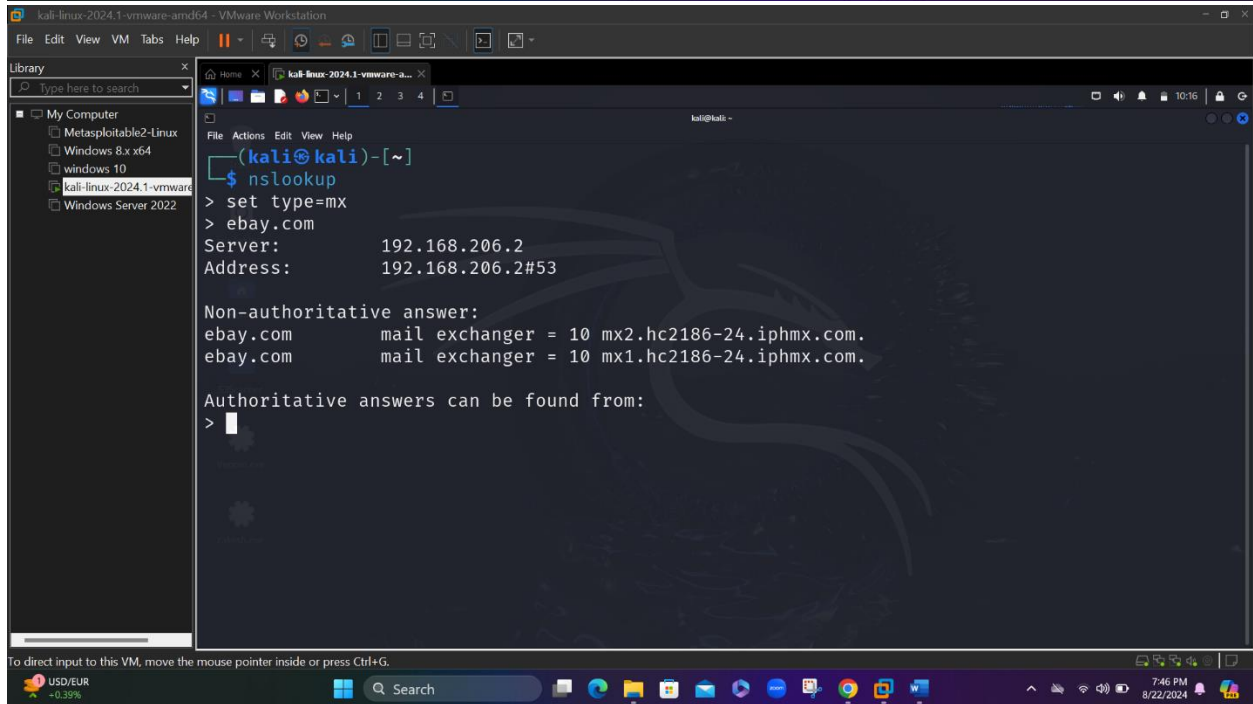 kali-linux-2024.1-vmware-amd64 - VMware Workstation
File Edit View VM Tabs Help
Library
Type here to search
My Computer
Metasploitable2-Linux
Windows 8.x x64
windows 10
kali-linux-2024.1-vmware
Windows Server 2022
Home kali-linux-2024.1-vmware-a...
1 2 3 4 10:16
kali@kali: ~
File Actions Edit View Help
(kali㉿kali)-[~]
$ nslookup
> set type=mx
> ebay.com
Server: 192.168.206.2
Address: 192.168.206.2#53
Non-authoritative answer:
ebay.com mail exchanger = 10 mx2.hc2186-24.iphmx.com.
ebay.com mail exchanger = 10 mx1.hc2186-24.iphmx.com.
Authoritative answers can be found from:
>
To direct input to this VM, move the mouse pointer inside or press Ctrl+G.
1 USD/EUR
+0.39%
Search
zoom
7:46 PM
8/22/2024